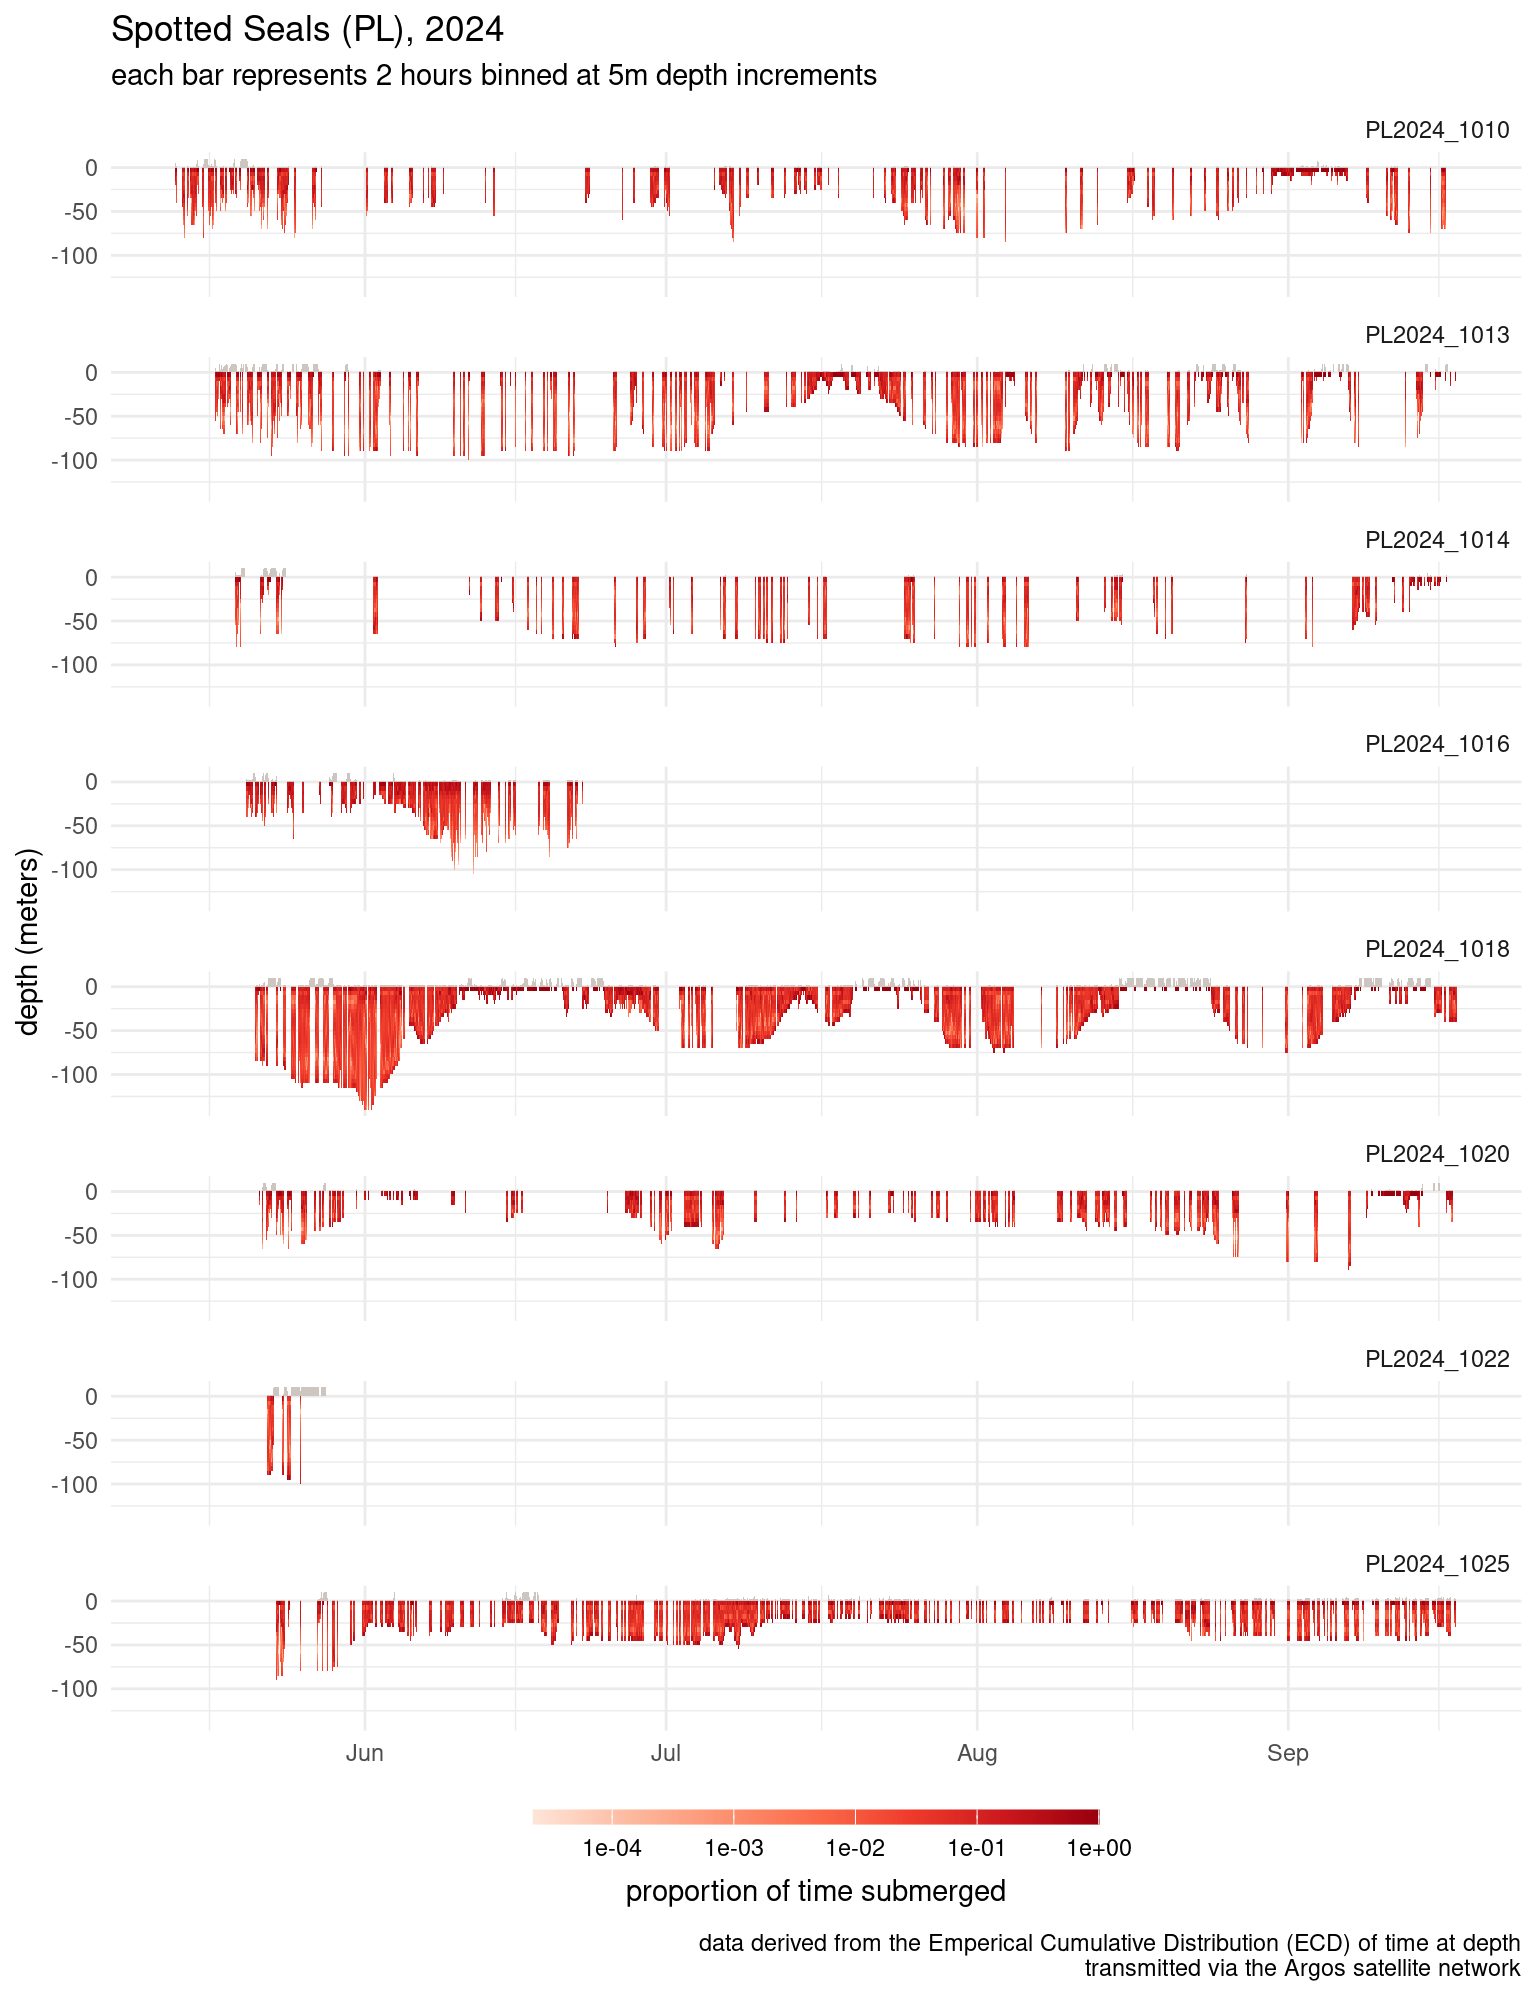 Spotted Seals (PL), 2024
each bar represents 2 hours binned at 5m depth increments
PL2024_1010
0
-50
-100
PL2024_1013
0
-50
-100
PL2024_1014
0
-50
-100
PL2024_1016
0
-50
-100
depth (meters)
PL2024_1018
0
-50
-100
PL2024_1020
0
-50
-100
PL2024_1022
0
-50
-100
PL2024_1025
0
-50
-100
Jun Jul Aug Sep
1e-04 1e-03 1e-02 1e-01 1e+00
proportion of time submerged
data derived from the Emperical Cumulative Distribution (ECD) of time at depth
transmitted via the Argos satellite network